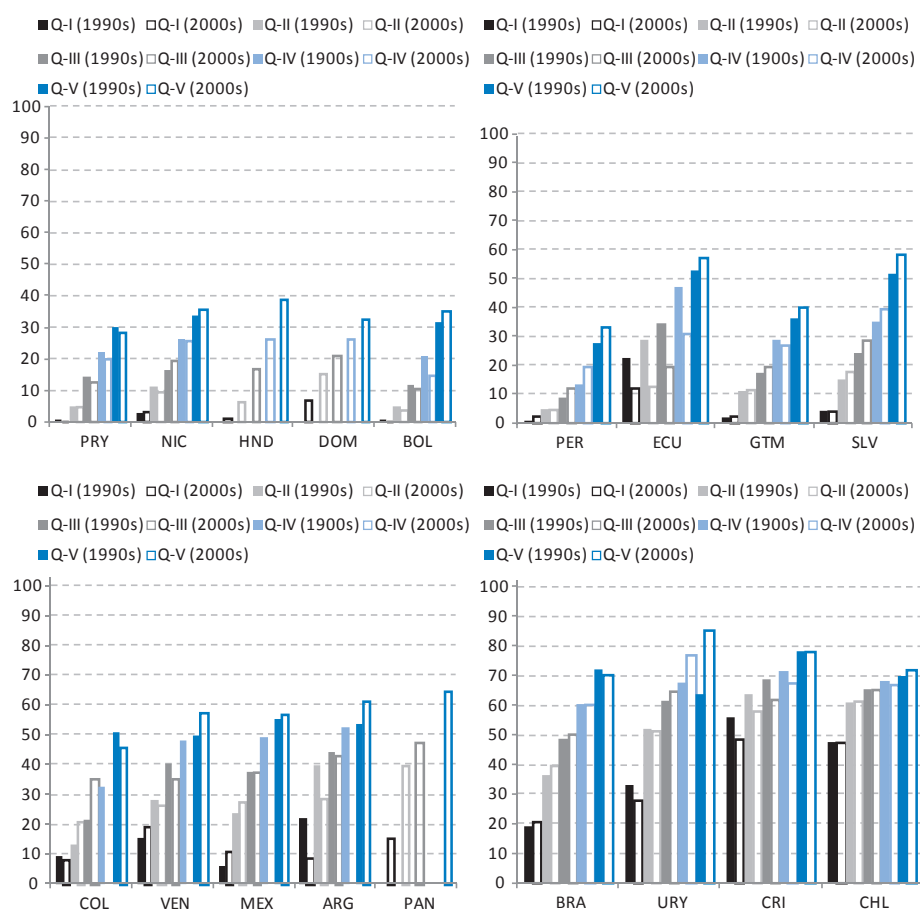 Q-I (1990s) Q-I (2000s) Q-II (1990s) Q-II (2000s)
Q-III (1990s) Q-III (2000s) Q-IV (1900s) Q-IV (2000s)
Q-V (1990s) Q-V (2000s)
100
90
80
70
60
50
40
30
20
10
0
PRY NIC HND DOM BOL
Q-I (1990s) Q-I (2000s) Q-II (1990s) Q-II (2000s)
Q-III (1990s) Q-III (2000s) Q-IV (1900s) Q-IV (2000s)
Q-V (1990s) Q-V (2000s)
100
90
80
70
60
50
40
30
20
10
0
PER ECU GTM SLV
Q-I (1990s) Q-I (2000s) Q-II (1990s) Q-II (2000s)
Q-III (1990s) Q-III (2000s) Q-IV (1900s) Q-IV (2000s)
Q-V (1990s) Q-V (2000s)
100
90
80
70
60
50
40
30
20
10
0
COL VEN MEX ARG PAN
Q-I (1990s) Q-I (2000s) Q-II (1990s) Q-II (2000s)
Q-III (1990s) Q-III (2000s) Q-IV (1900s) Q-IV (2000s)
Q-V (1990s) Q-V (2000s)
100
90
80
70
60
50
40
30
20
10
0
BRA URY CRI CHL